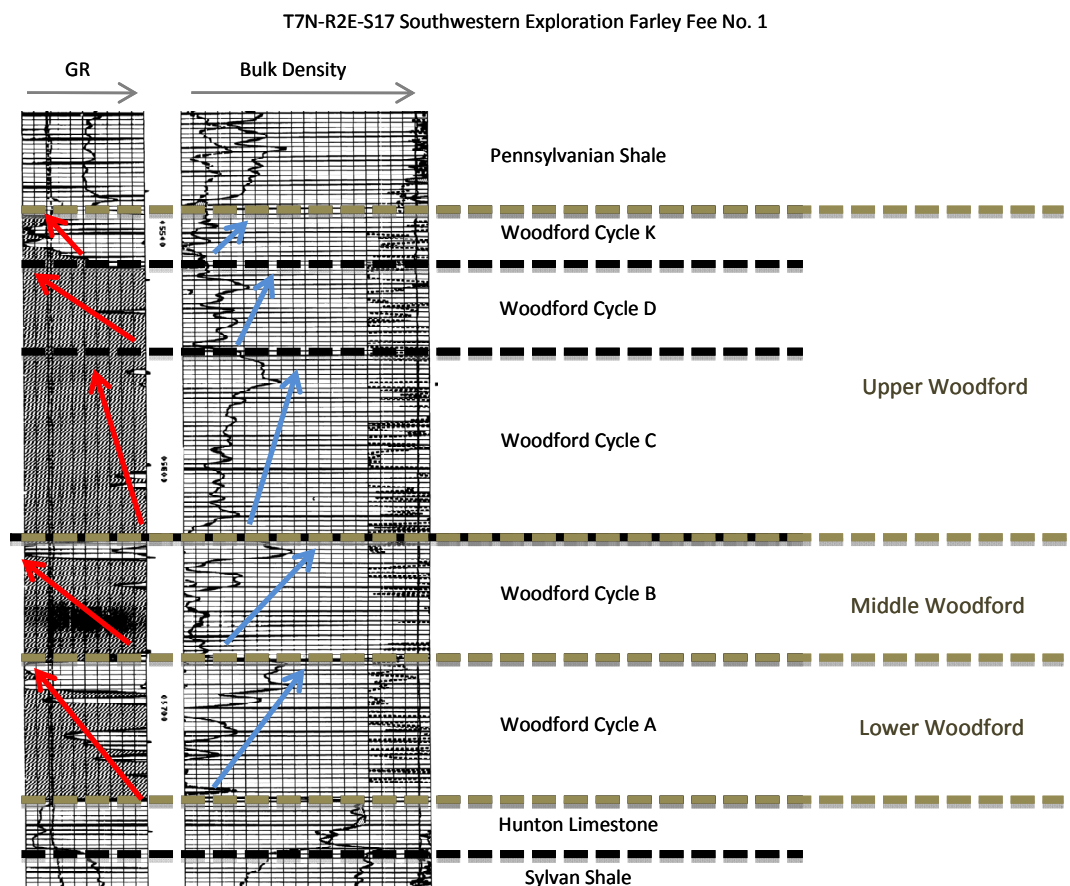 T7N-R2E-S17 Southwestern Exploration Farley Fee No. 1
GR
Bulk Density
Pennsylvanian Shale
Woodford Cycle K
Woodford Cycle D
Upper Woodford
Woodford Cycle C
Woodford Cycle B
Middle Woodford
Woodford Cycle A
Lower Woodford
Hunton Limestone
Sylvan Shale